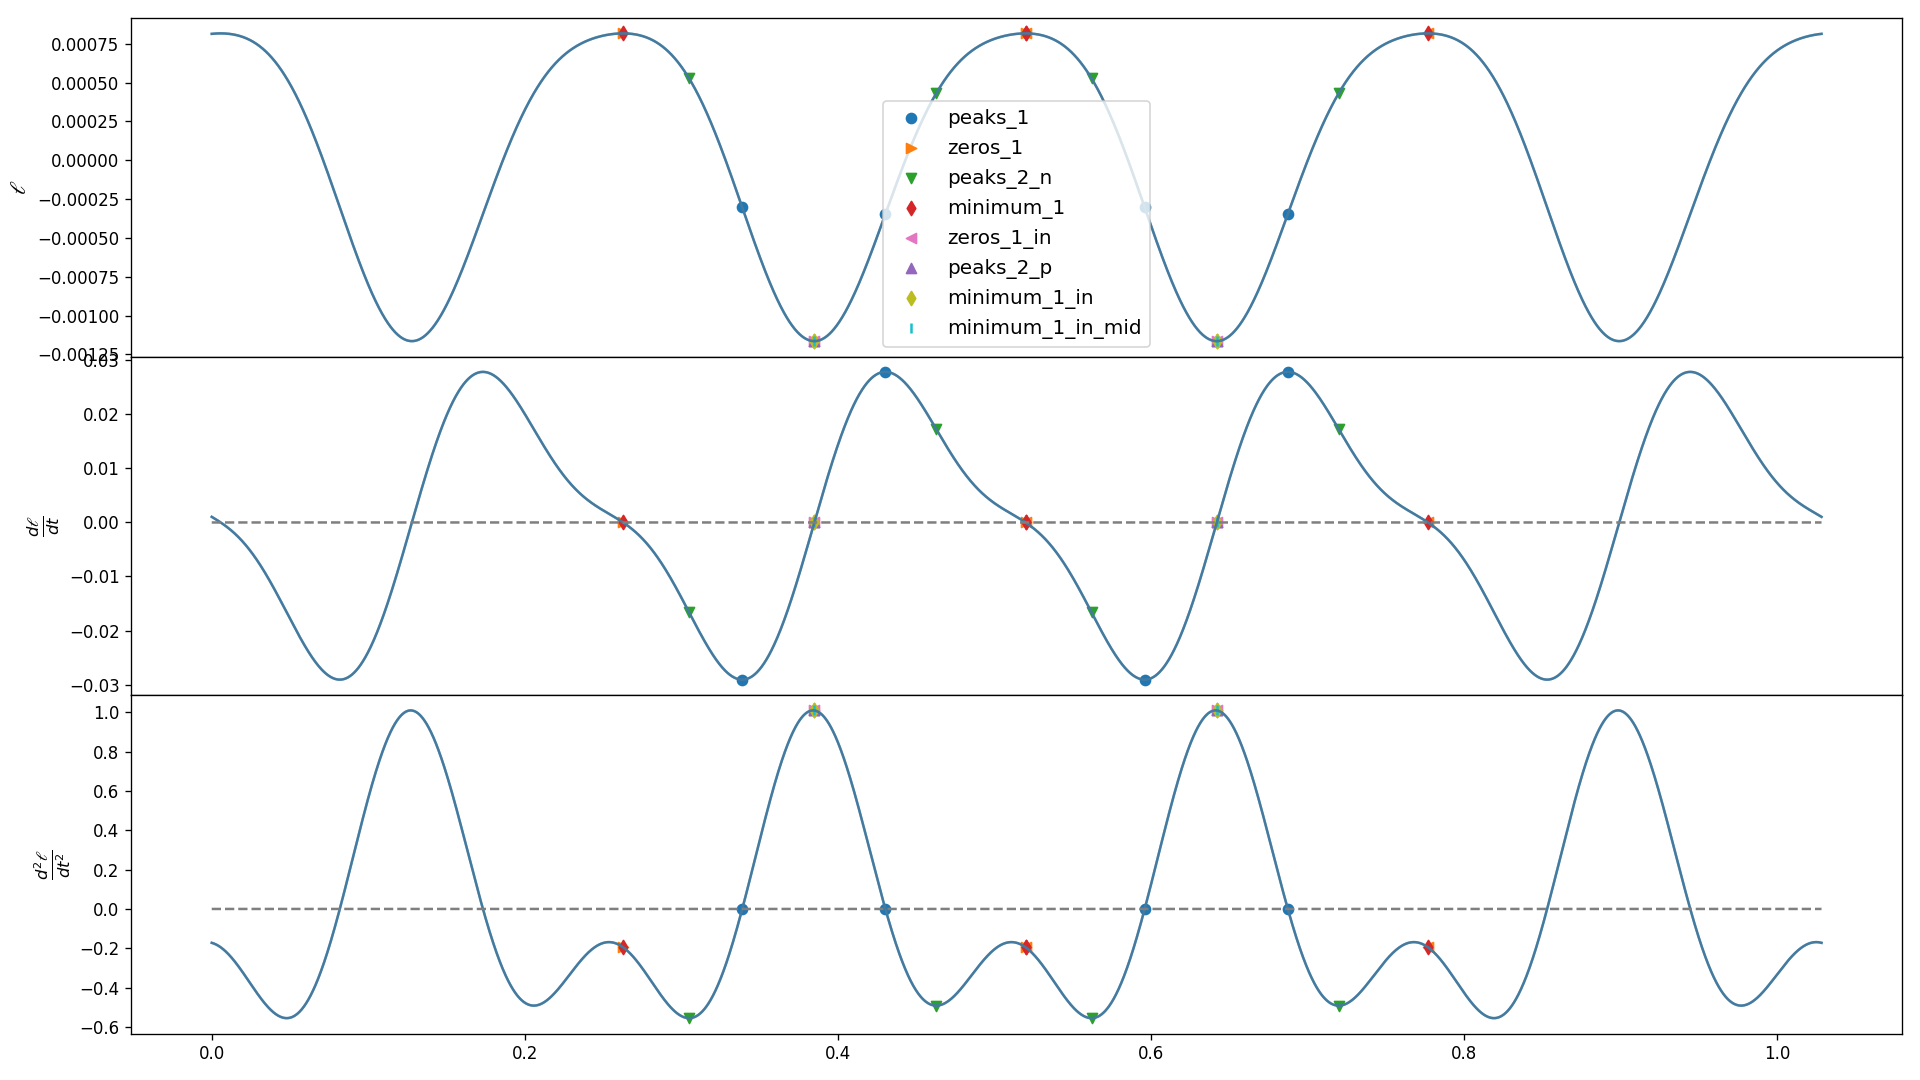 0.00075
0.00050
0.00025
0.00000
−0.00025
−0.00050
−0.00075
−0.00100
−0.00125
ℓ
peaks_1
zeros_1
peaks_2_n
minimum_1
zeros_1_in
peaks_2_p
minimum_1_in
minimum_1_in_mid
0.03
0.02
0.01
0.00
−0.01
−0.02
−0.03
dℓ
dt
1.0
0.8
0.6
0.4
0.2
0.0
−0.2
−0.4
−0.6
d²ℓ
dt²
0.0 0.2 0.4 0.6 0.8 1.0